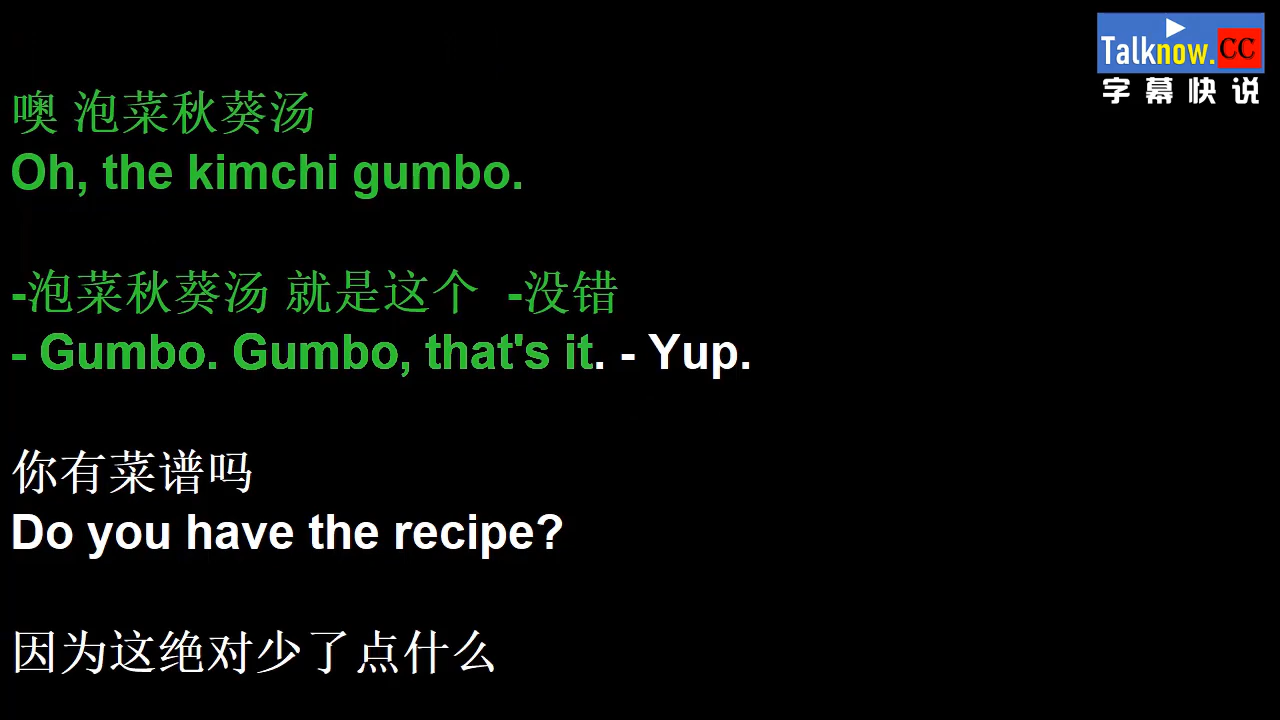 Talknow.CC
字幕快说
噢 泡菜秋葵汤
Oh, the kimchi gumbo.
-泡菜秋葵汤 就是这个 -没错
- Gumbo. Gumbo, that's it. - Yup.
你有菜谱吗
Do you have the recipe?
因为这绝对少了点什么